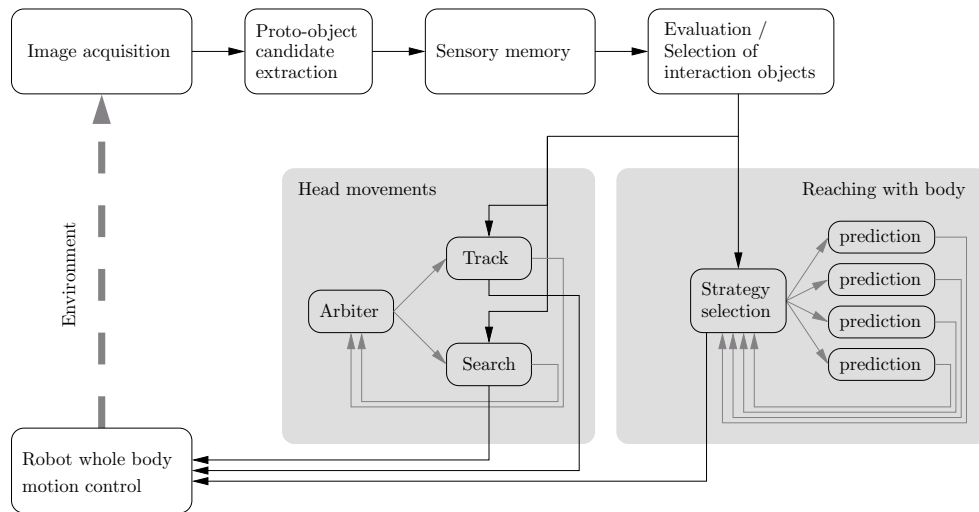 Image acquisition
Proto-object
candidate
extraction
Sensory memory
Evaluation /
Selection of
interaction objects
Head movements
Reaching with body
Environment
Track
Arbiter
Search
Strategy
selection
prediction
prediction
prediction
prediction
Robot whole body
motion control